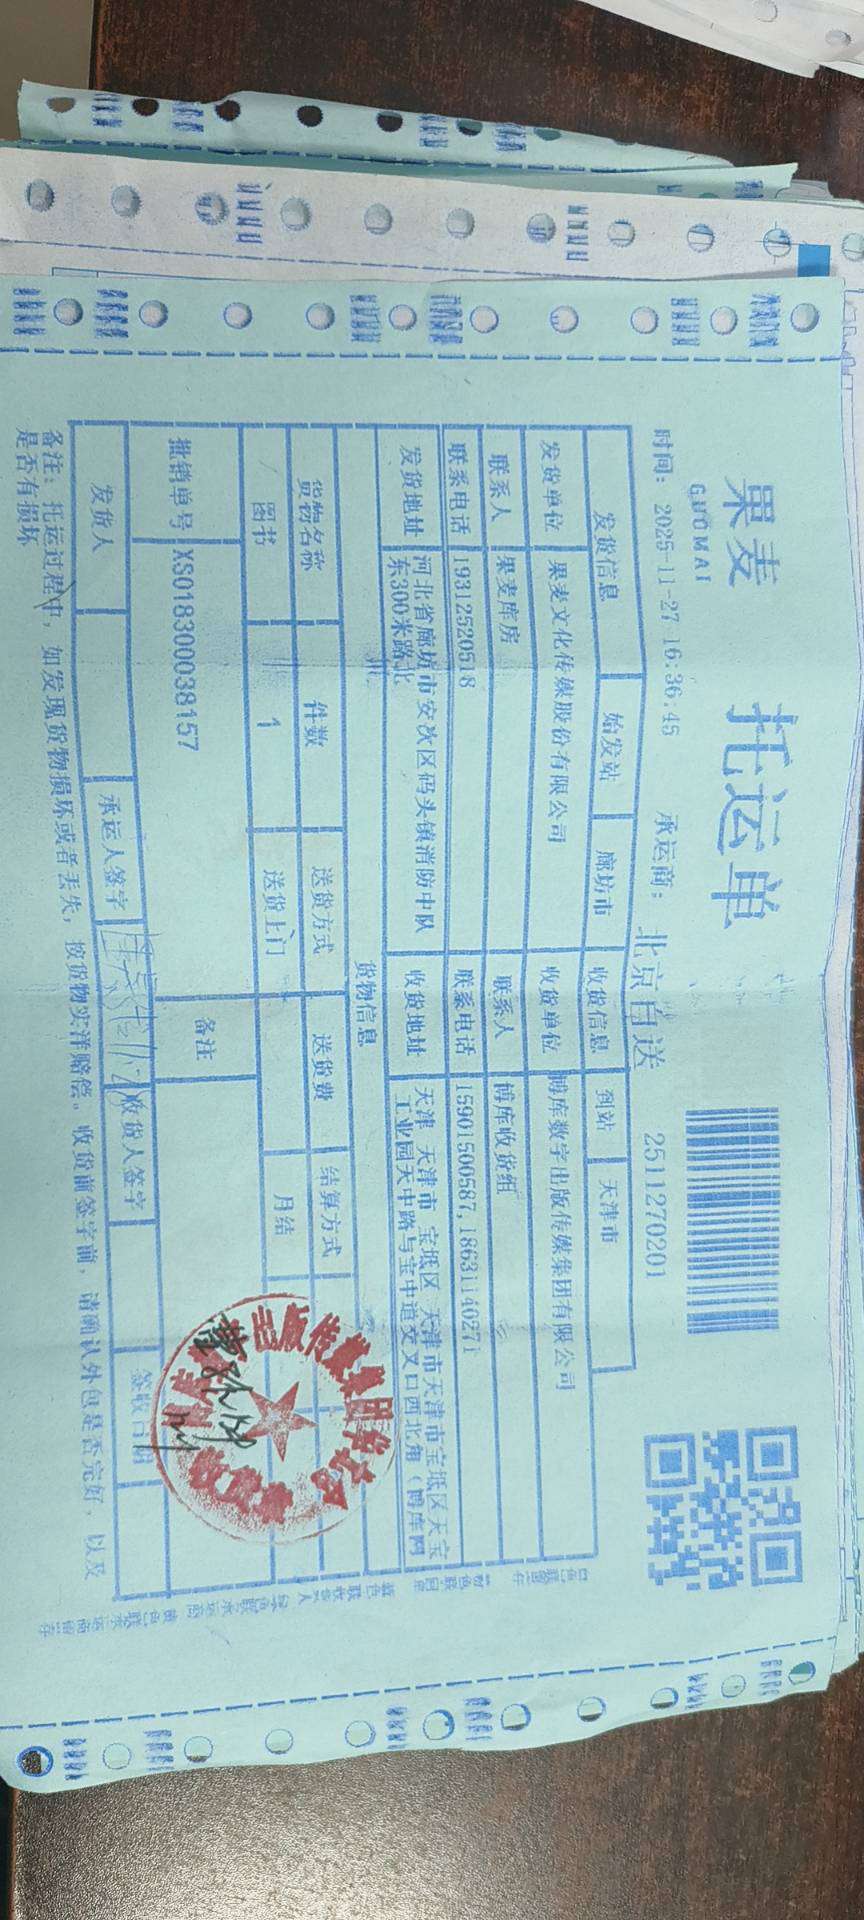 果麦
GUOMAI
托运单
时间: 2025-11-27 16:36:45
承运商: 北京自送
2511270201
发货信息 始发站 廊坊市 收货信息 到站 天津市
发货单位 果麦文化传媒股份有限公司 收货单位 博库数字出版传媒集团有限公司
联系人 果麦库房 联系人 博库收货组
联系电话 19312520518 联系电话 15901500587,18631140271
发货地址 河北省廊坊市安次区码头镇消防中队
东300米路北
收货地址 天津 天津市 宝坻区 天津市天津市宝坻区天宝
工业园天中路与宝中道交叉口西北角（博库网
货物信息
货物名称 件数 送货方式 送货费 结算方式
图书 1 送货上门 月结
批销单号 XS018300038157 备注
发货人 承运人签字 收货人签字 签收日期
备注: 托运过程中, 如发现货物损坏或者丢失, 按货物实洋赔偿。收货前签字前, 请确认外包是否完好, 以及
是否有损坏
出版传媒集团有限公司